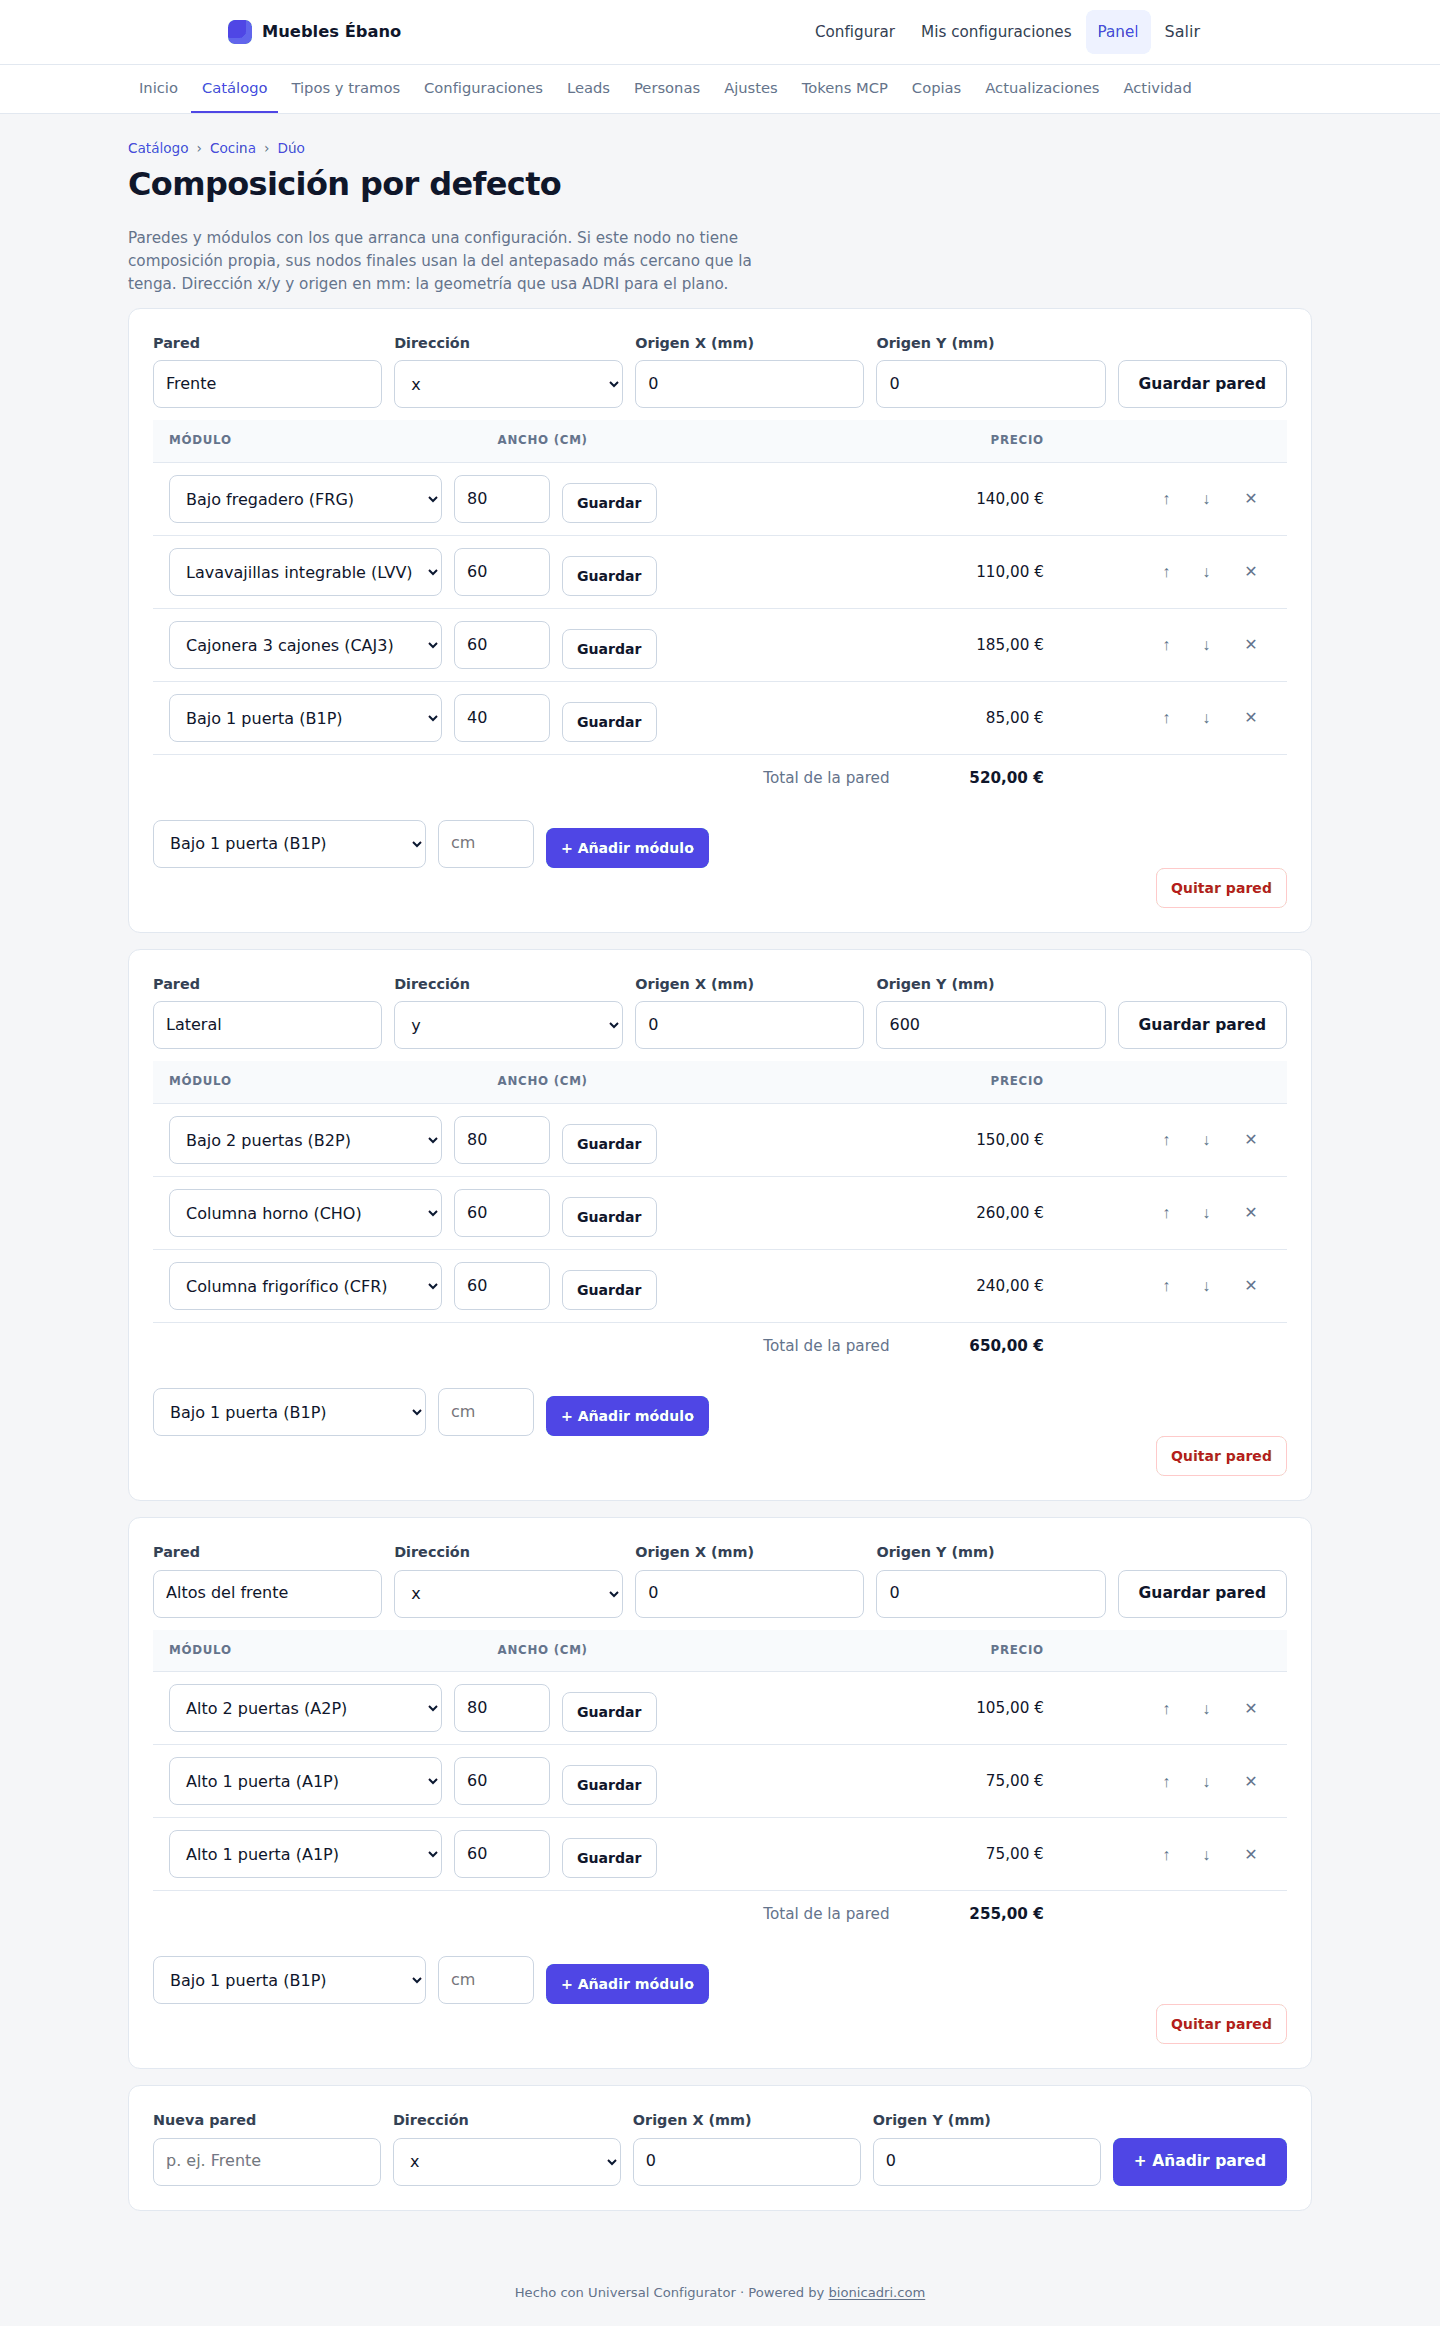 Muebles Ébano
Configurar Mis configuraciones Panel Salir
Inicio Catálogo Tipos y tramos Configuraciones Leads Personas Ajustes Tokens MCP Copias Actualizaciones Actividad
Catálogo › Cocina › Dúo
Composición por defecto
Paredes y módulos con los que arranca una configuración. Si este nodo no tiene
composición propia, sus nodos finales usan la del antepasado más cercano que la
tenga. Dirección x/y y origen en mm: la geometría que usa ADRI para el plano.
Pared Dirección Origen X (mm) Origen Y (mm)
Frente x 0 0 Guardar pared
MÓDULO ANCHO (CM) PRECIO
Bajo fregadero (FRG) 80 Guardar 140,00 € ↑ ↓ ✕
Lavavajillas integrable (LVV) 60 Guardar 110,00 € ↑ ↓ ✕
Cajonera 3 cajones (CAJ3) 60 Guardar 185,00 € ↑ ↓ ✕
Bajo 1 puerta (B1P) 40 Guardar 85,00 € ↑ ↓ ✕
Total de la pared 520,00 €
Bajo 1 puerta (B1P) cm + Añadir módulo
Quitar pared
Pared Dirección Origen X (mm) Origen Y (mm)
Lateral y 0 600 Guardar pared
MÓDULO ANCHO (CM) PRECIO
Bajo 2 puertas (B2P) 80 Guardar 150,00 € ↑ ↓ ✕
Columna horno (CHO) 60 Guardar 260,00 € ↑ ↓ ✕
Columna frigorífico (CFR) 60 Guardar 240,00 € ↑ ↓ ✕
Total de la pared 650,00 €
Bajo 1 puerta (B1P) cm + Añadir módulo
Quitar pared
Pared Dirección Origen X (mm) Origen Y (mm)
Altos del frente x 0 0 Guardar pared
MÓDULO ANCHO (CM) PRECIO
Alto 2 puertas (A2P) 80 Guardar 105,00 € ↑ ↓ ✕
Alto 1 puerta (A1P) 60 Guardar 75,00 € ↑ ↓ ✕
Alto 1 puerta (A1P) 60 Guardar 75,00 € ↑ ↓ ✕
Total de la pared 255,00 €
Bajo 1 puerta (B1P) cm + Añadir módulo
Quitar pared
Nueva pared Dirección Origen X (mm) Origen Y (mm)
p. ej. Frente x 0 0 + Añadir pared
Hecho con Universal Configurator · Powered by bionicadri.com